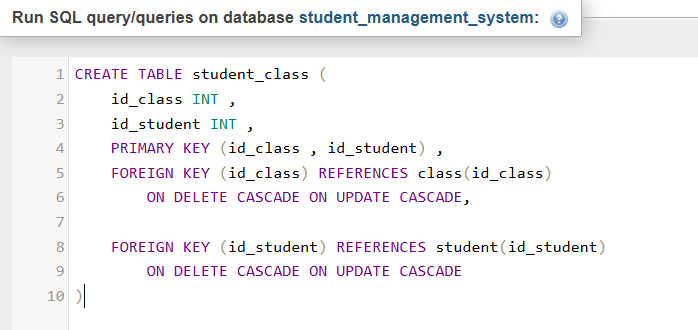 Run SQL query/queries on database student_management_system:
1 CREATE TABLE student_class (
2 id_class INT ,
3 id_student INT ,
4 PRIMARY KEY (id_class , id_student) ,
5 FOREIGN KEY (id_class) REFERENCES class(id_class)
6 ON DELETE CASCADE ON UPDATE CASCADE,
7
8 FOREIGN KEY (id_student) REFERENCES student(id_student)
9 ON DELETE CASCADE ON UPDATE CASCADE
10 )